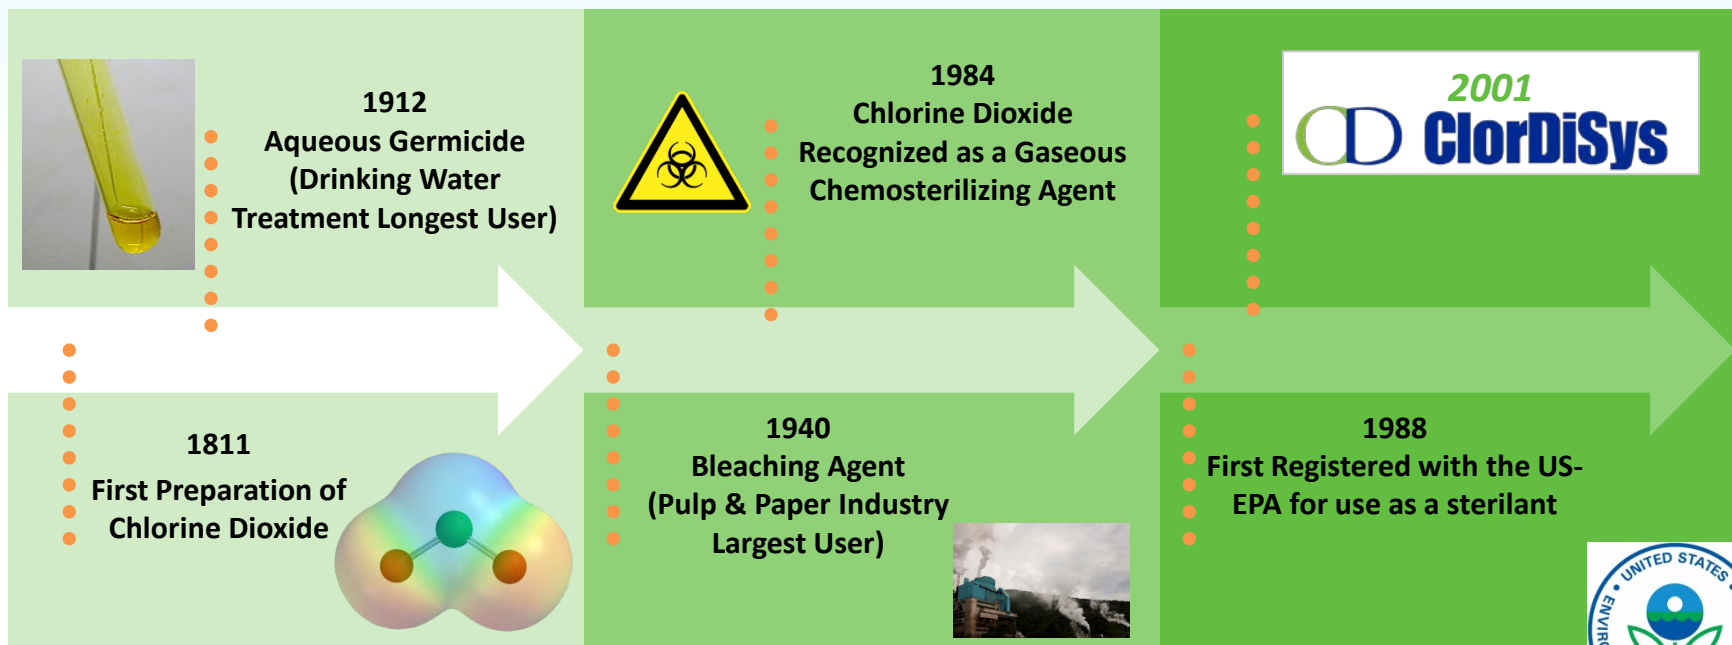 1912
Aqueous Germicide
(Drinking Water
Treatment Longest User)
1811
First Preparation of
Chlorine Dioxide
1984
Chlorine Dioxide
Recognized as a Gaseous
Chemosterilizing Agent
1940
Bleaching Agent
(Pulp & Paper Industry
Largest User)
2001
CD ClorDiSys
1988
First Registered with the US-
EPA for use as a sterilant
UNITED STATES
ENVIRO